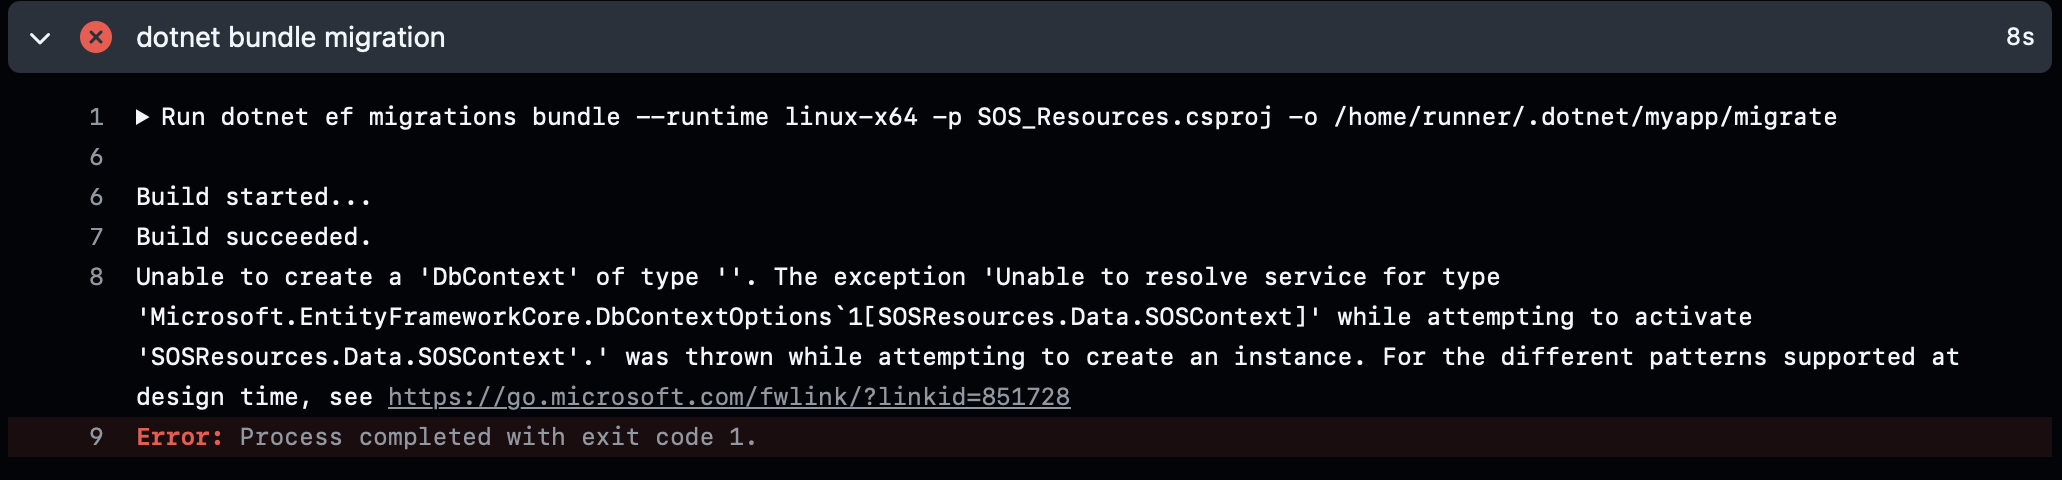 dotnet bundle migration 8s
1 Run dotnet ef migrations bundle --runtime linux-x64 -p SOS_Resources.csproj -o /home/runner/.dotnet/myapp/migrate
6
6 Build started...
7 Build succeeded.
8 Unable to create a 'DbContext' of type ''. The exception 'Unable to resolve service for type
'Microsoft.EntityFrameworkCore.DbContextOptions`1[SOSResources.Data.SOSContext]' while attempting to activate
'SOSResources.Data.SOSContext'.' was thrown while attempting to create an instance. For the different patterns supported at
design time, see https://go.microsoft.com/fwlink/?linkid=851728
9 Error: Process completed with exit code 1.